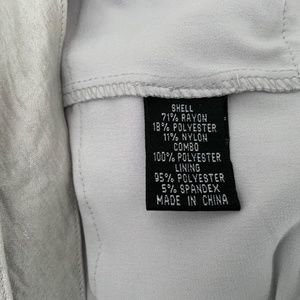 SHELL
71% RAYON
18% POLYESTER
11% NYLON
COMBO
100% POLYESTER
LINING
95% POLYESTER
5% SPANDEX
MADE IN CHINA